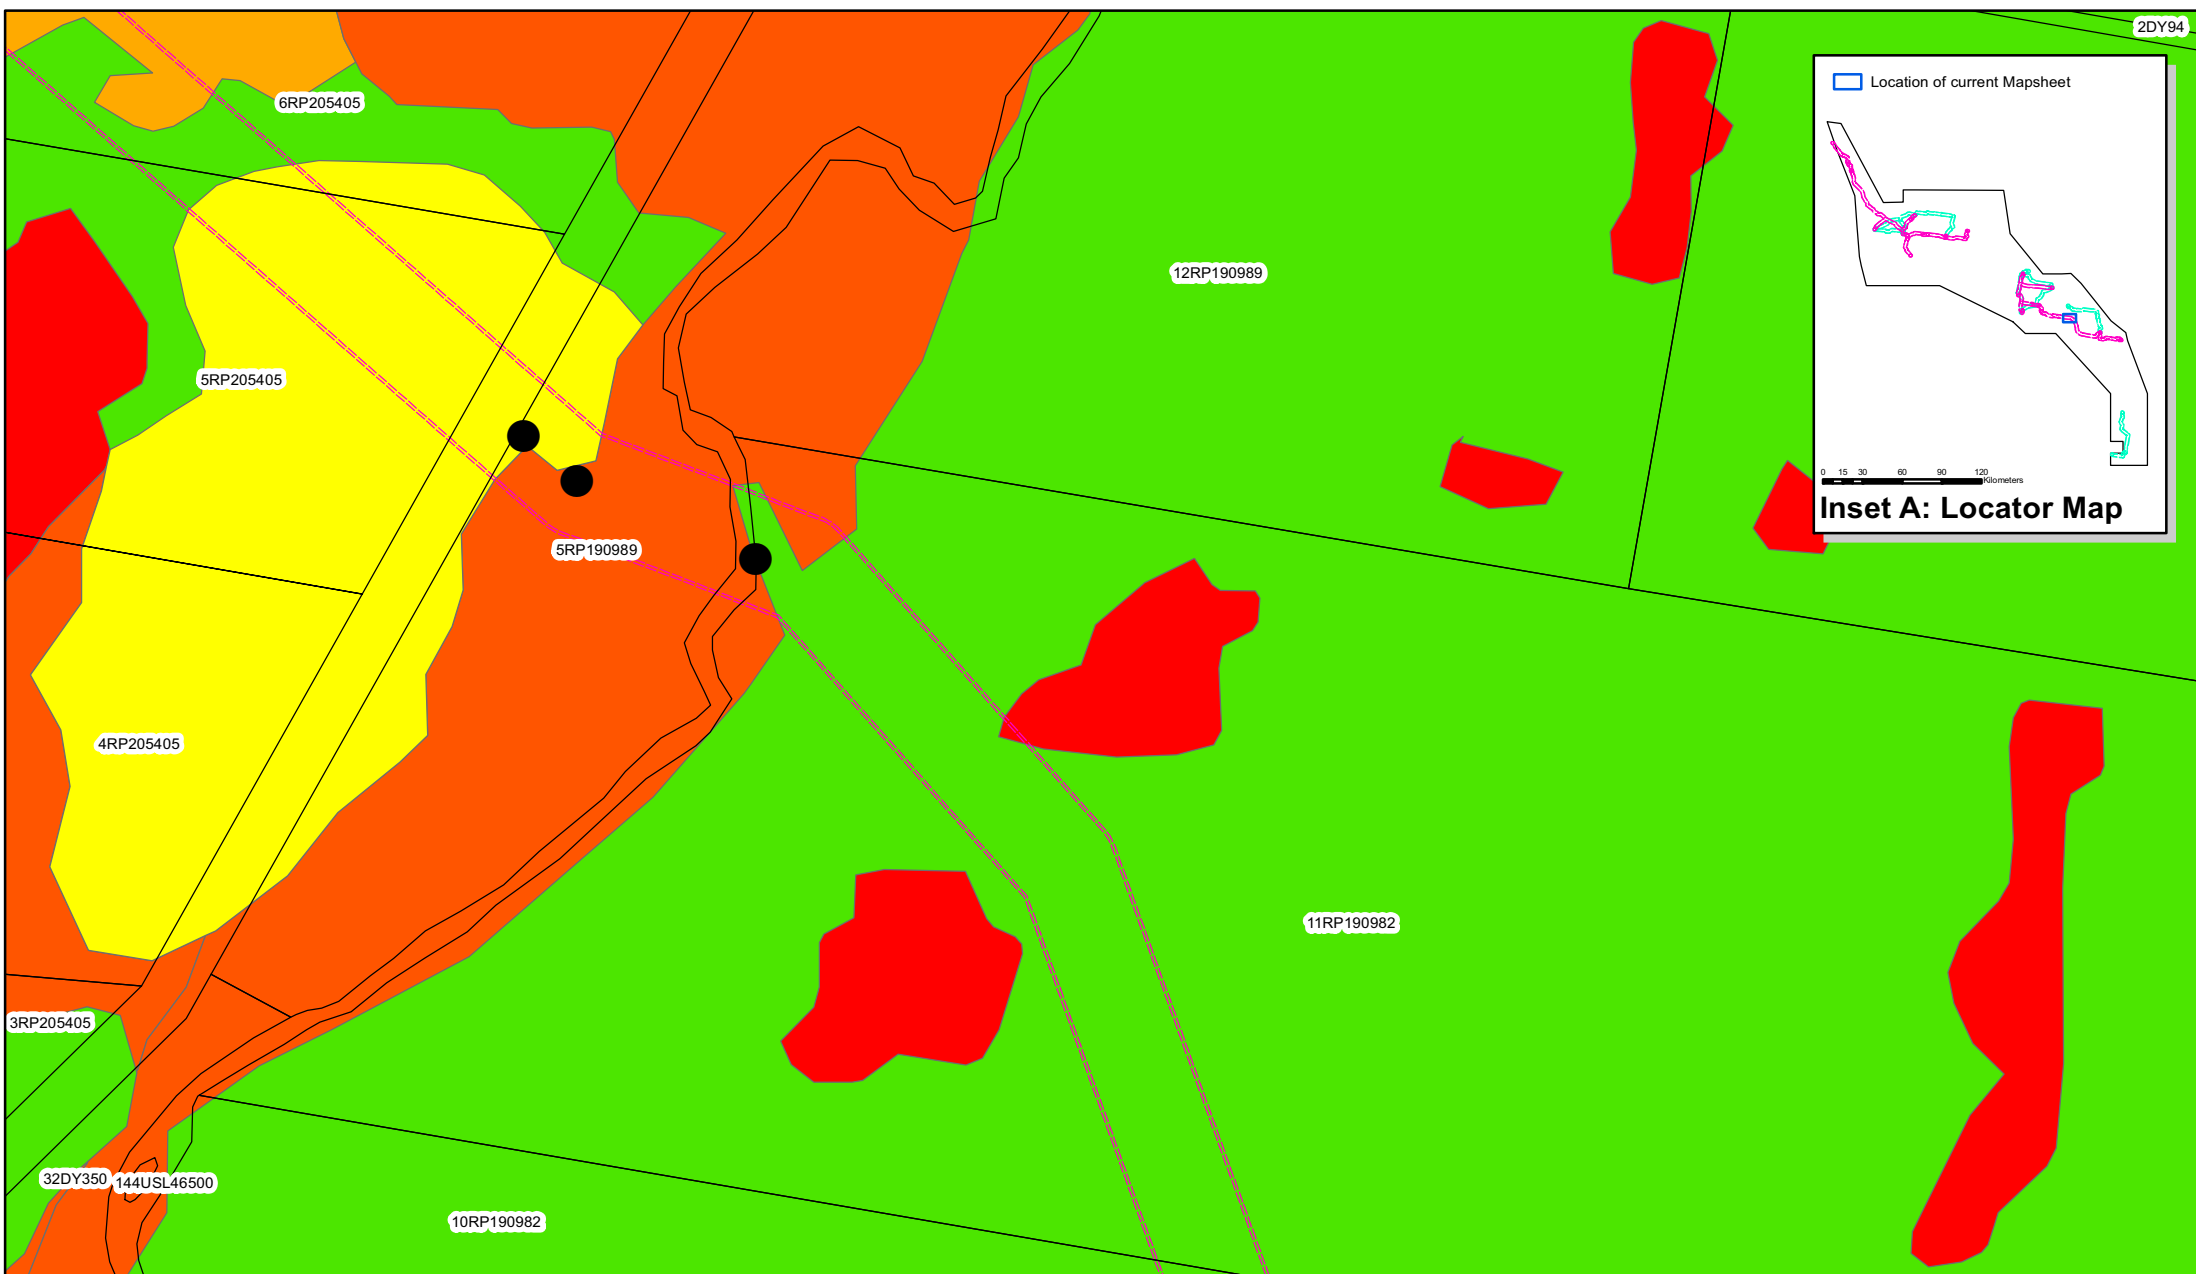 2DY94
Location of current Mapsheet
6RP205405
12RP190989
5RP205405
0 15 30 60 90 120
Kilometers
Inset A: Locator Map
5RP190989
4RP205405
11RP190982
3RP205405
32DY350
144USL46500
10RP190982